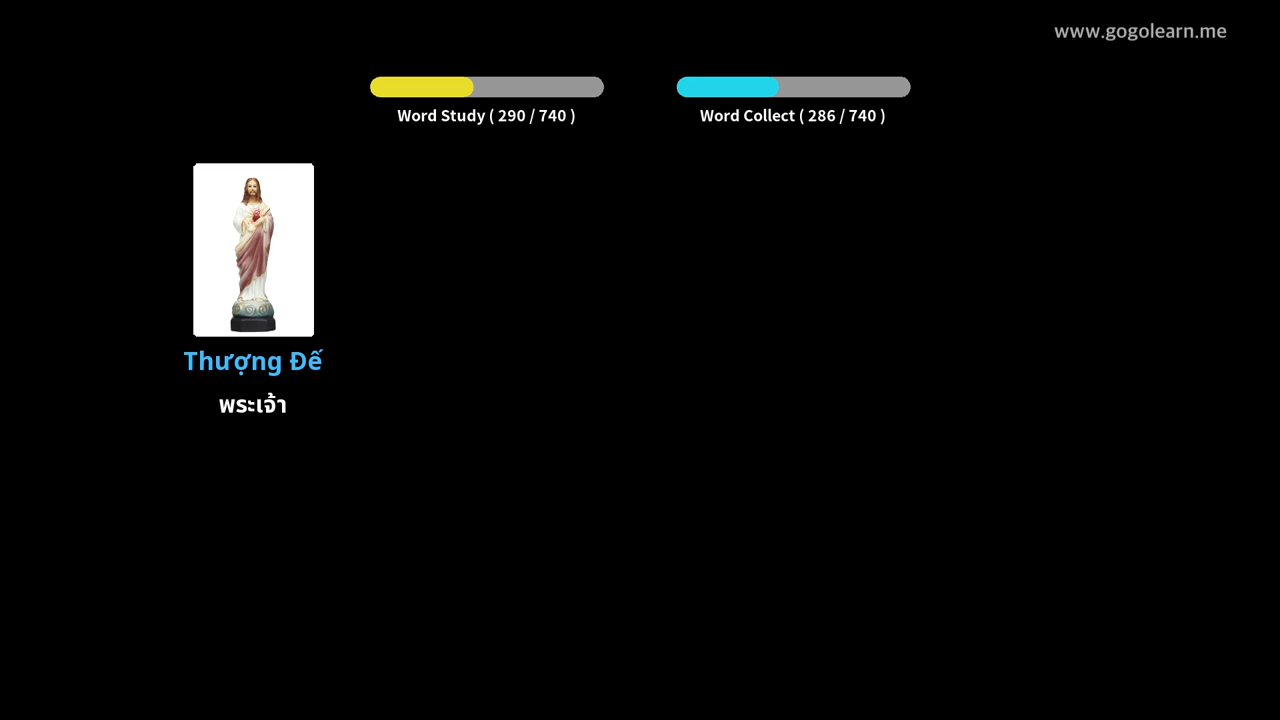 www.gogolearn.me
Word Study ( 290 / 740 )
Word Collect ( 286 / 740 )
Thượng Đế
พระเจ้า